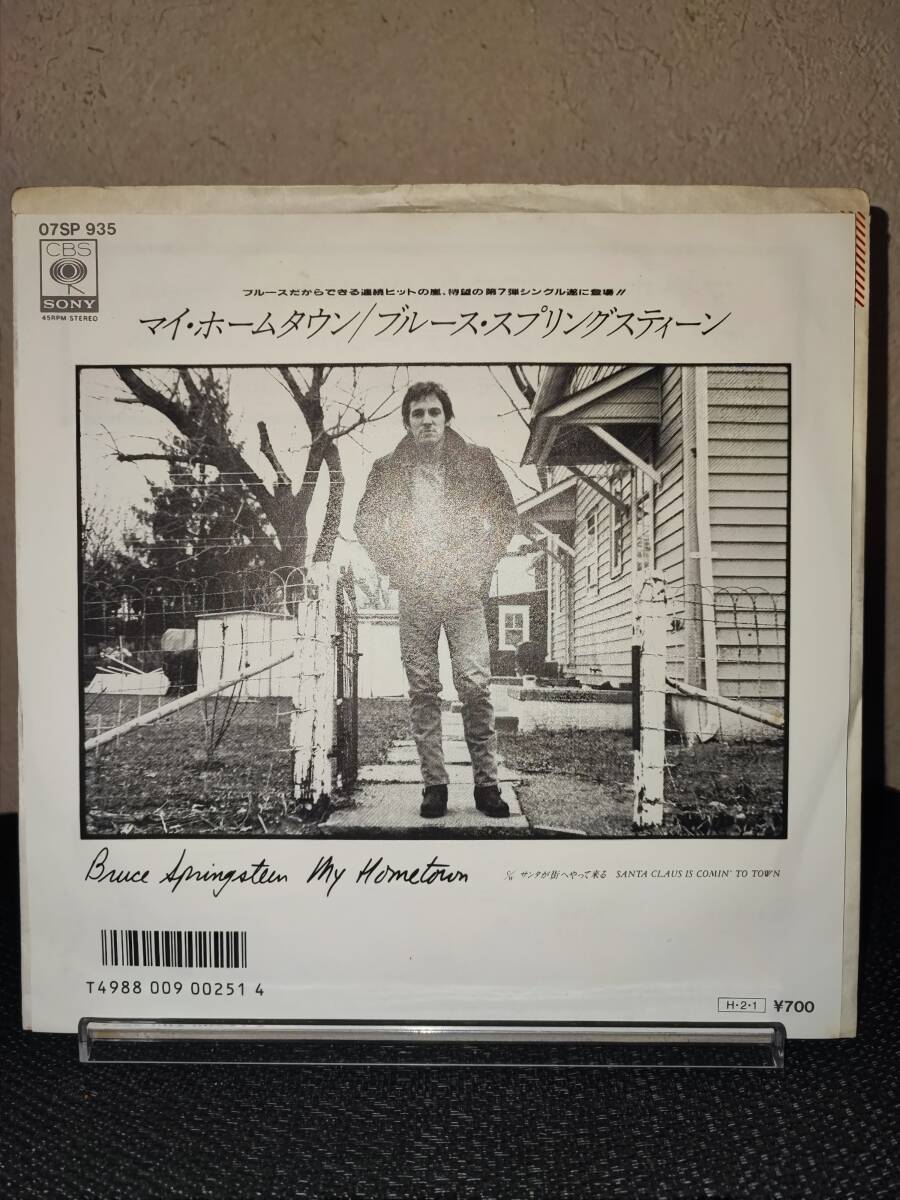 07SP 935
CBS
SONY
45RPM STEREO
ブルースだからできる連続ヒットの嵐、待望の第7弾シングル遂に登場!!
マイ・ホームタウン/ブルース・スプリングスティーン
Bruce Springsteen My Hometown
c/w サンタが街へやって来る SANTA CLAUS IS COMIN' TO TOWN
T4988 009 00251 4
H・2・1 ¥700